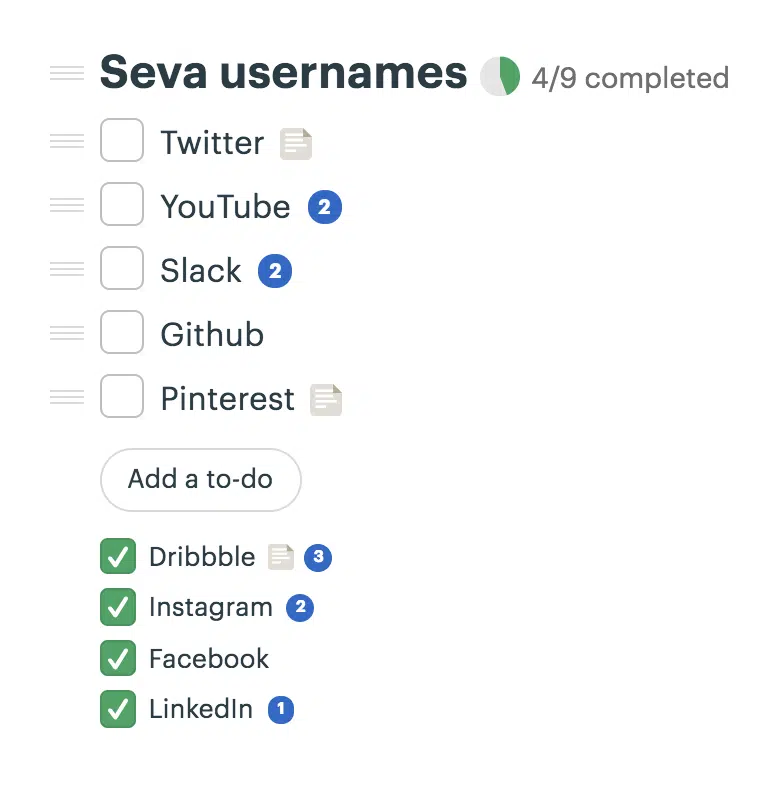 Seva usernames 4/9 completed
Twitter
YouTube 2
Slack 2
Github
Pinterest
Add a to-do
Dribbble 3
Instagram 2
Facebook
LinkedIn 1